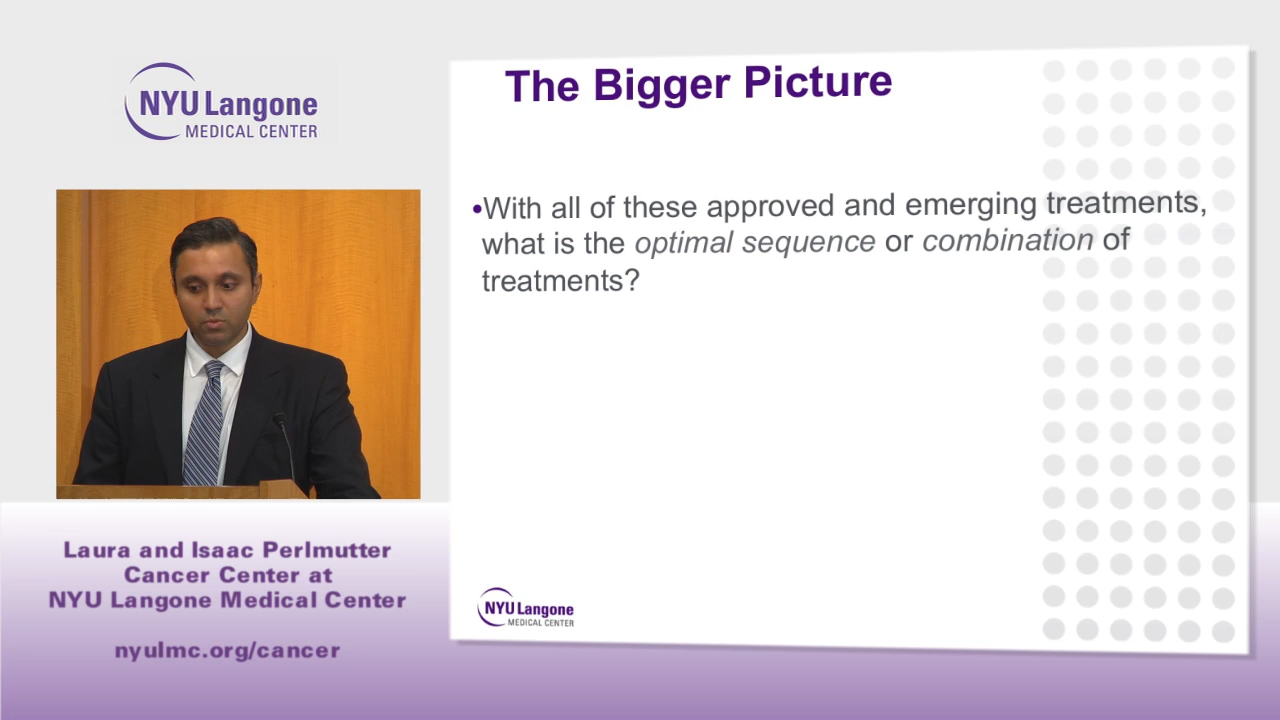 NYU Langone
MEDICAL CENTER
The Bigger Picture
•With all of these approved and emerging treatments,
what is the optimal sequence or combination of
treatments?
NYU Langone
MEDICAL CENTER
Laura and Isaac Perlmutter
Cancer Center at
NYU Langone Medical Center
nyulmc.org/cancer